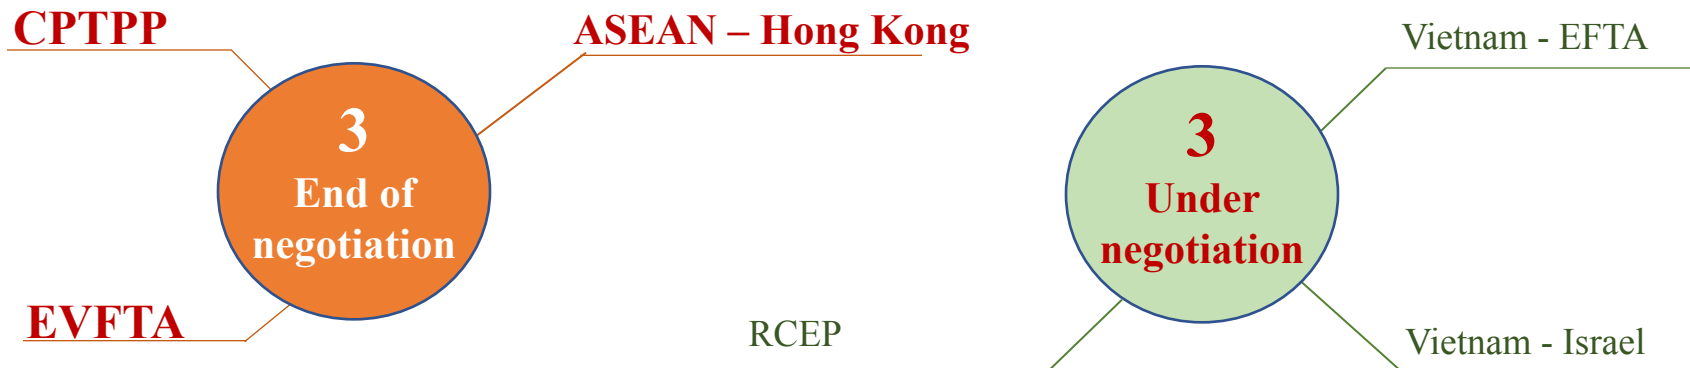 CPTPP
ASEAN – Hong Kong
3
End of
negotiation
EVFTA
Vietnam - EFTA
3
Under
negotiation
RCEP
Vietnam - Israel